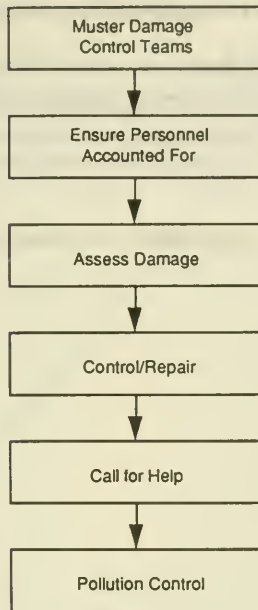 Muster Damage
Control Teams
Ensure Personnel
Accounted For
Assess Damage
Control/Repair
Call for Help
Pollution Control